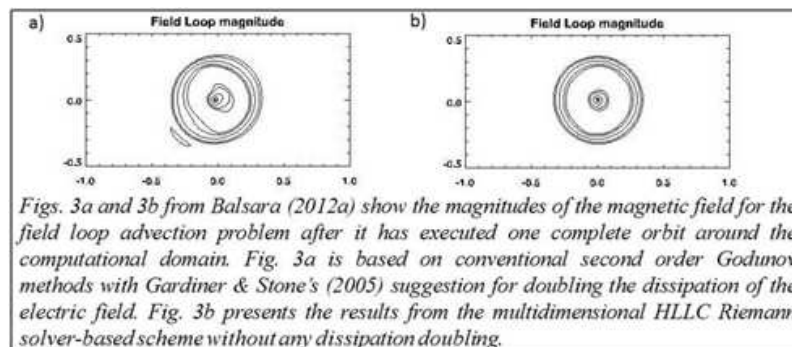 a)
Field Loop magnitude
b)
Field Loop magnitude
0.5
0.0
-0.5
-1.0 -0.5 0.0 0.5 1.0
0.5
0.0
-0.5
-1.0 -0.5 0.0 0.5 1.0
Figs. 3a and 3b from Balsara (2012a) show the magnitudes of the magnetic field for the
field loop advection problem after it has executed one complete orbit around the
computational domain. Fig. 3a is based on conventional second order Godunov
methods with Gardiner & Stone's (2005) suggestion for doubling the dissipation of the
electric field. Fig. 3b presents the results from the multidimensional HLLC Riemann
solver-based scheme without any dissipation doubling.